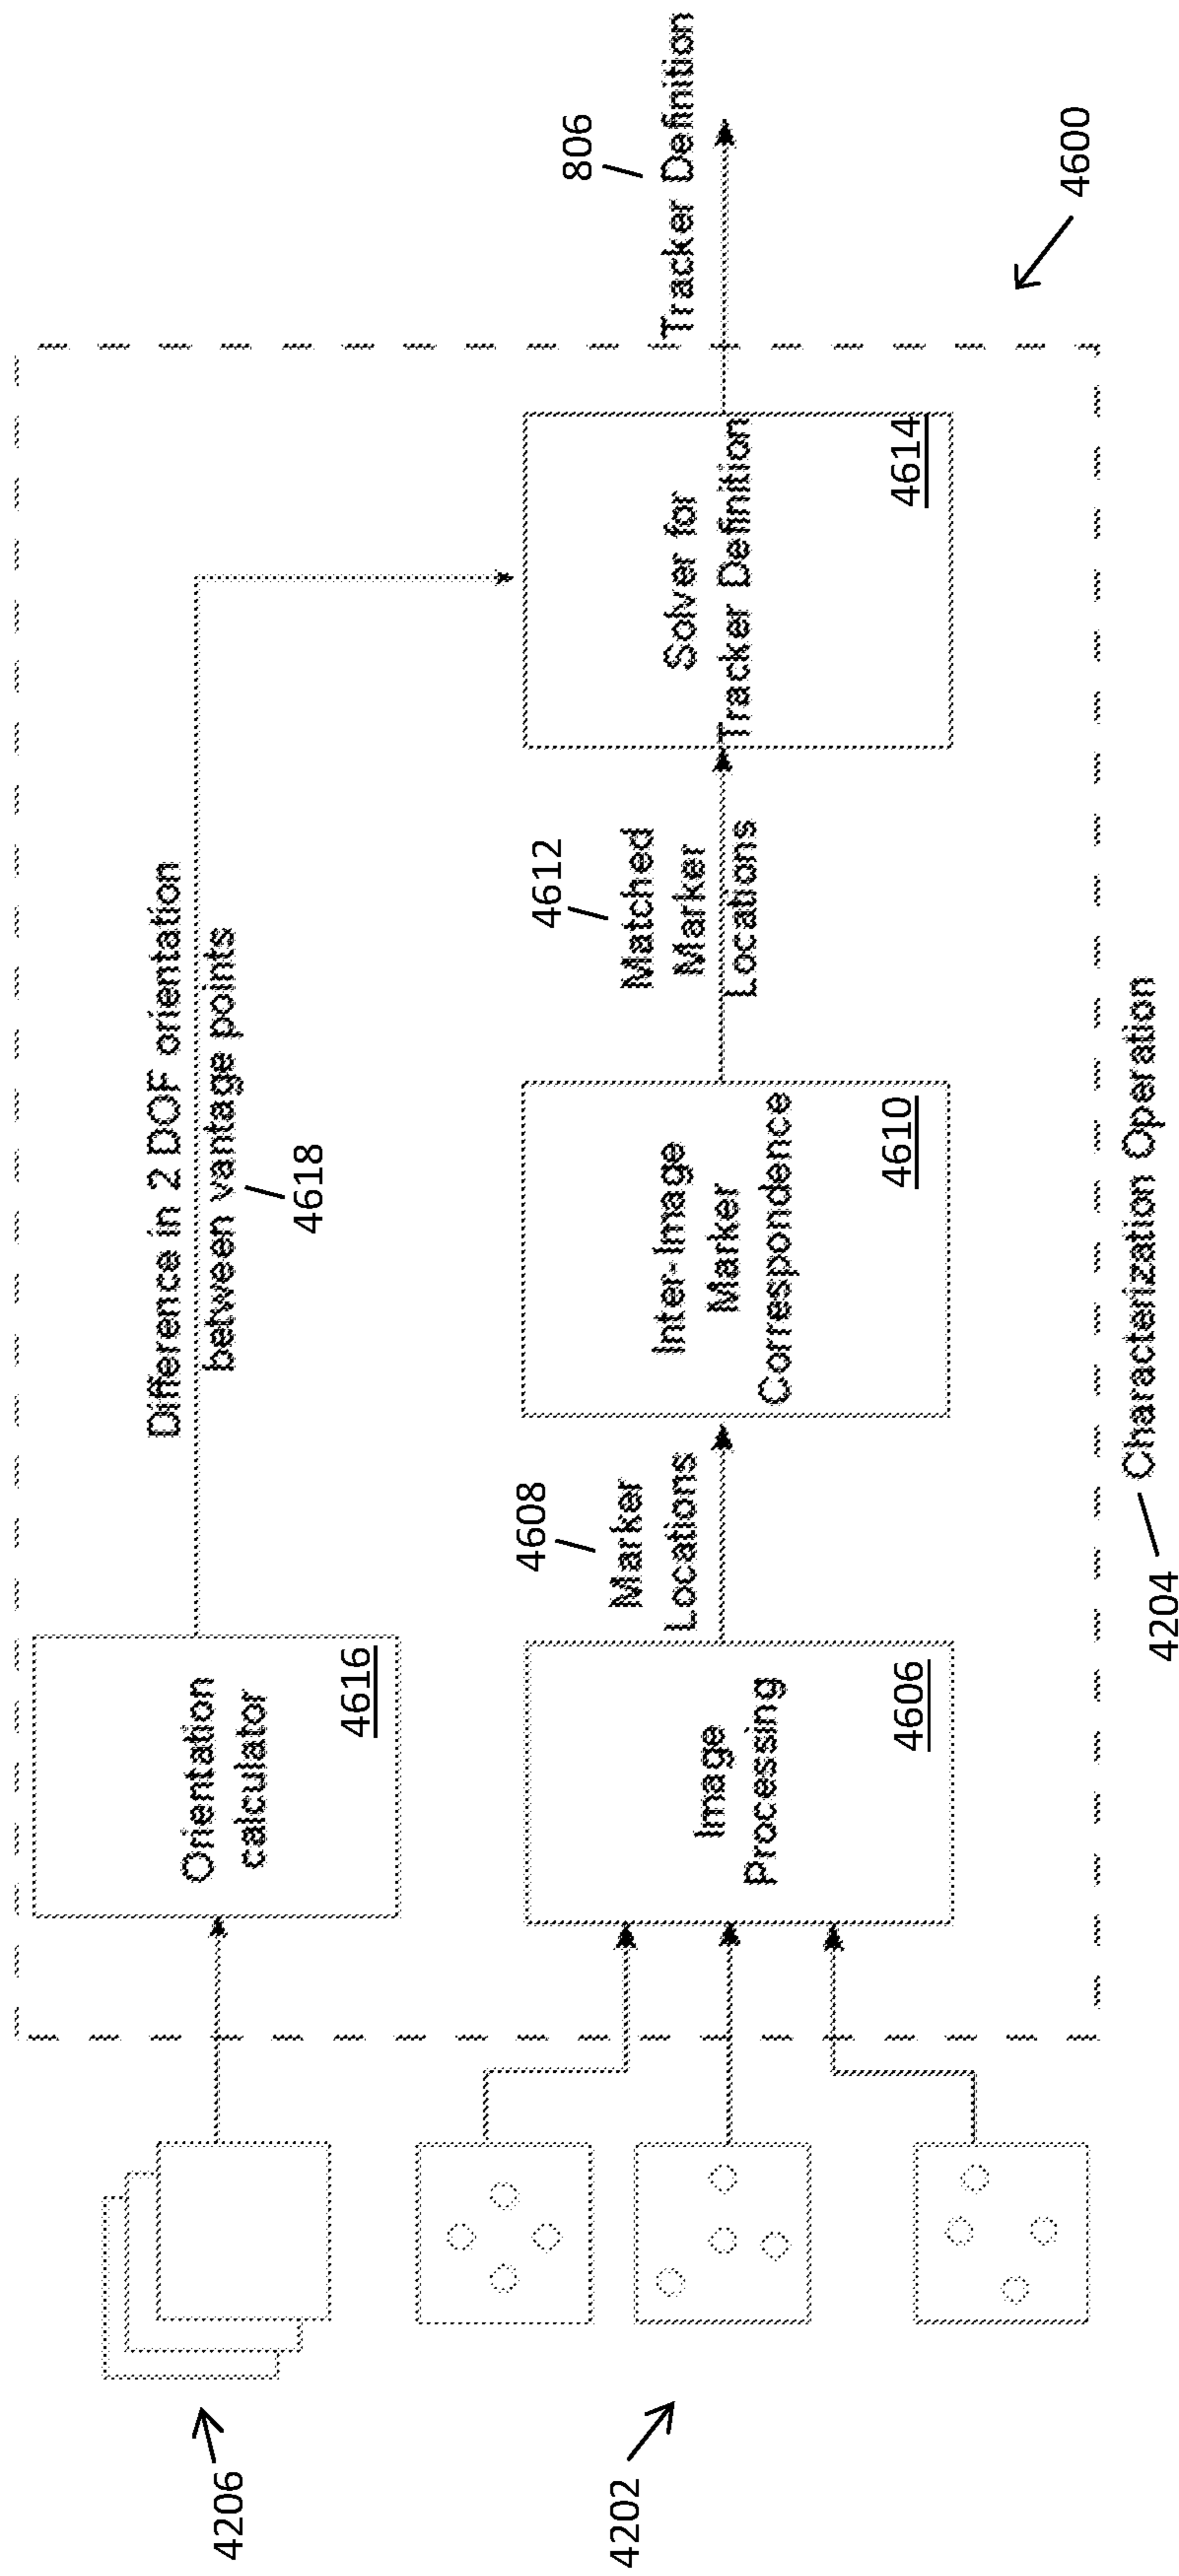 4206
Orientation
calculator
4616
Difference in 2 DOF orientation
between vantage points
4618
4202
Image
Processing
4606
4608
Marker
Locations
Inter-Image
Marker
Correspondence
4610
4612
Matched
Marker
Locations
Solver for
Tracker Definition
4614
806
Tracker Definition
4204
Characterization Operation
4600